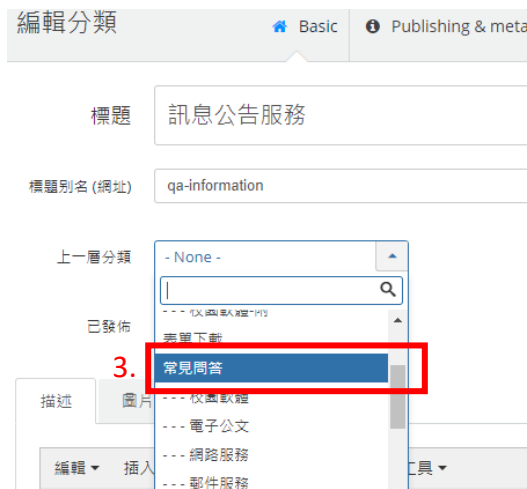 編輯分類 Basic Publishing & meta
標題 訊息公告服務
標題別名 (網址) qa-information
上一層分類 - None -
已發佈
表單下載
3. 常見問答
描述 圖片 --- 校園軟體
--- 電子公文
--- 網路服務
編輯 插入 工具
--- 郵件服務